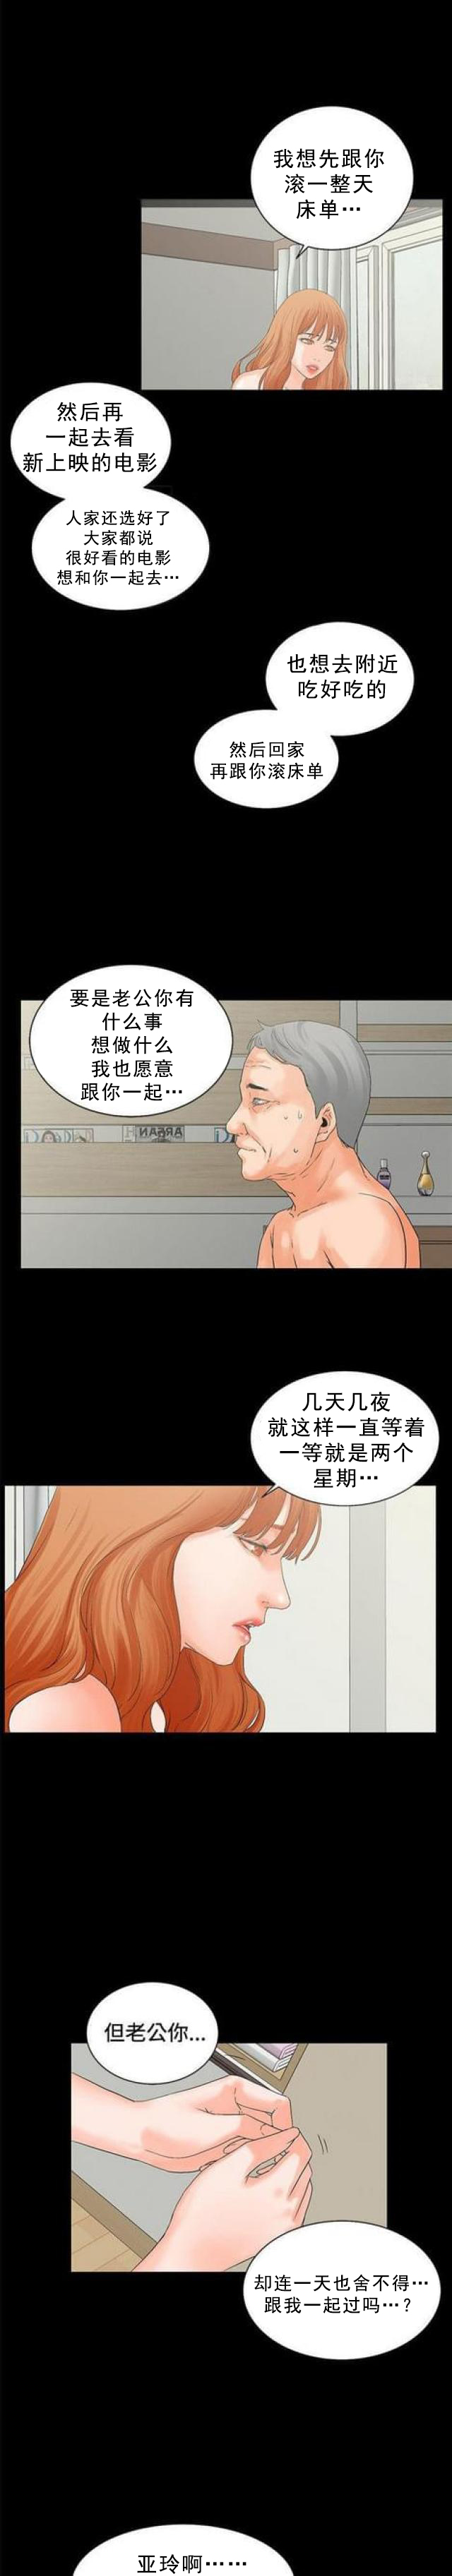 我想先跟你
滚一整天
床单⋯
然后再
一起去看
新上映的电影
人家还选好了
大家都说
很好看的电影
想和你一起去⋯
也想去附近
吃好吃的
然后回家
再跟你滚床单
要是老公你有
什么事
想做什么
我也愿意
跟你一起⋯
几天几夜
就这样一直等着
一等就是两个
星期⋯
但老公你...
却连一天也舍不得⋯
跟我一起过吗⋯?
亚玲啊⋯⋯